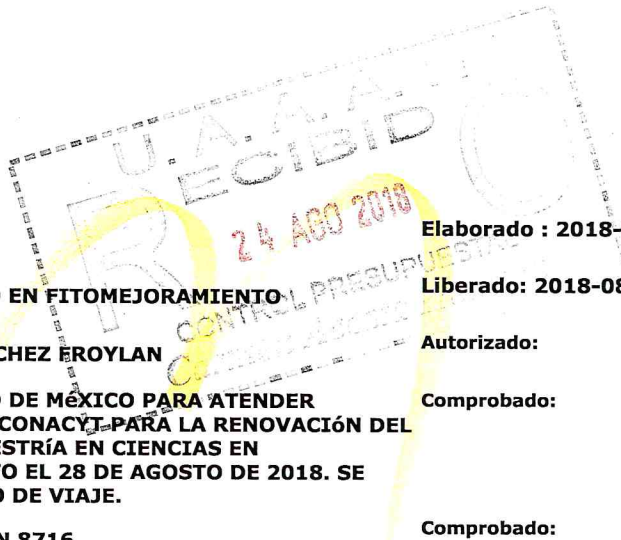 U. A. A. A.
RECIBID
24 AGO 2018
CONTROL PRESUPUESTAL
Elaborado : 2018-
O EN FITOMEJORAMIENTO
Liberado: 2018-08
CHEZ FROYLAN
Autorizado:
O DE MéXICO PARA ATENDER
Comprobado:
CONACYT PARA LA RENOVACIóN DEL
ESTRíA EN CIENCIAS EN
TO EL 28 DE AGOSTO DE 2018. SE
O DE VIAJE.
N 8716
Comprobado: